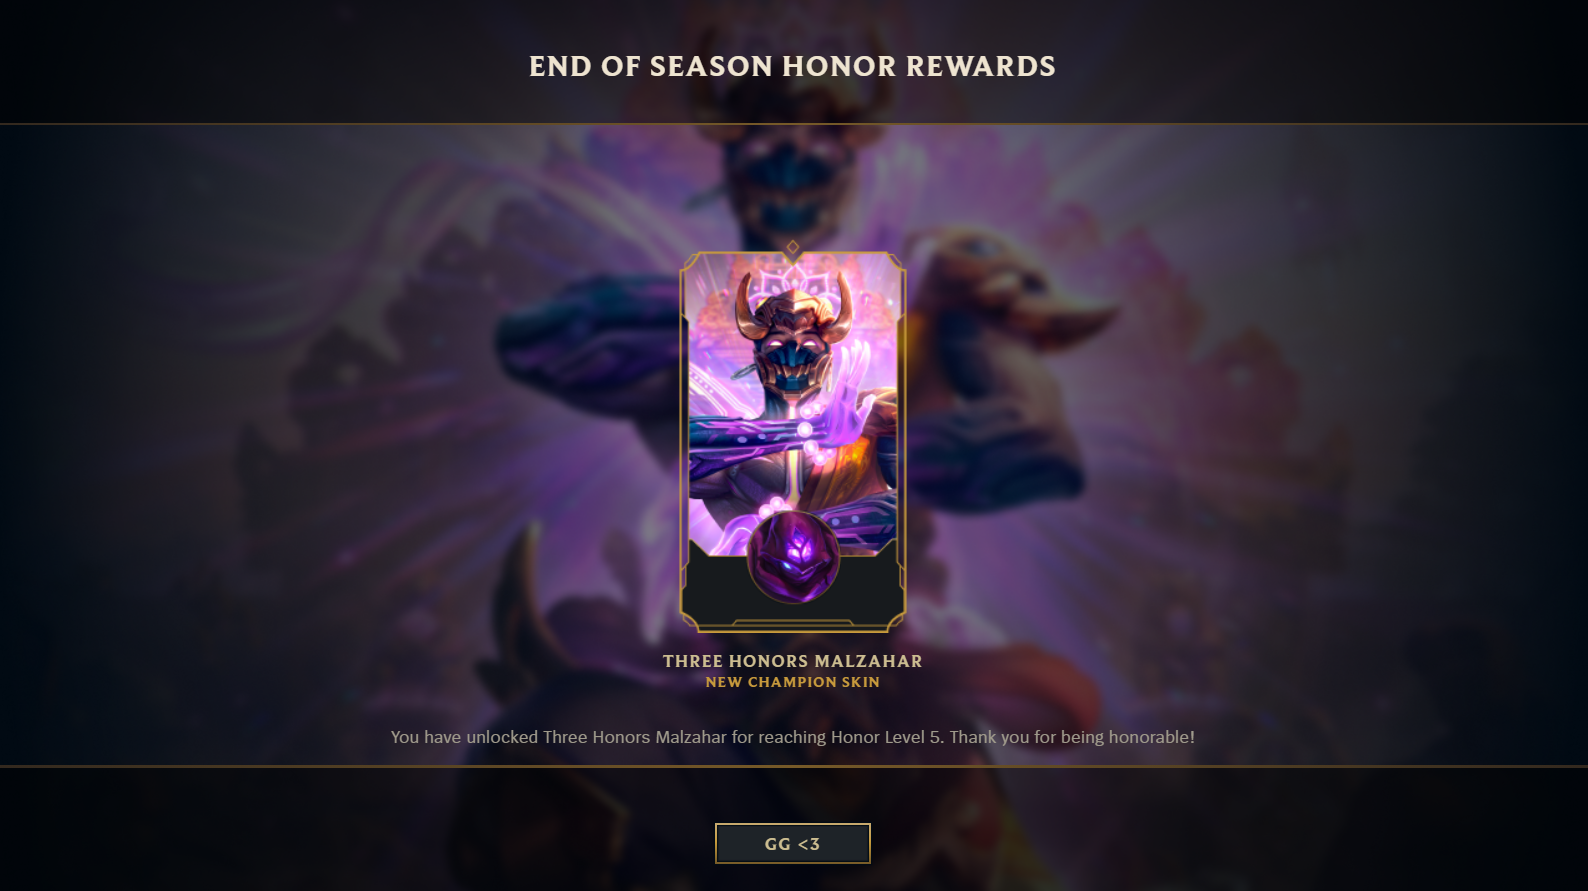 END OF SEASON HONOR REWARDS
THREE HONORS MALZAHAR
NEW CHAMPION SKIN
You have unlocked Three Honors Malzahar for reaching Honor Level 5. Thank you for being honorable!
GG <3